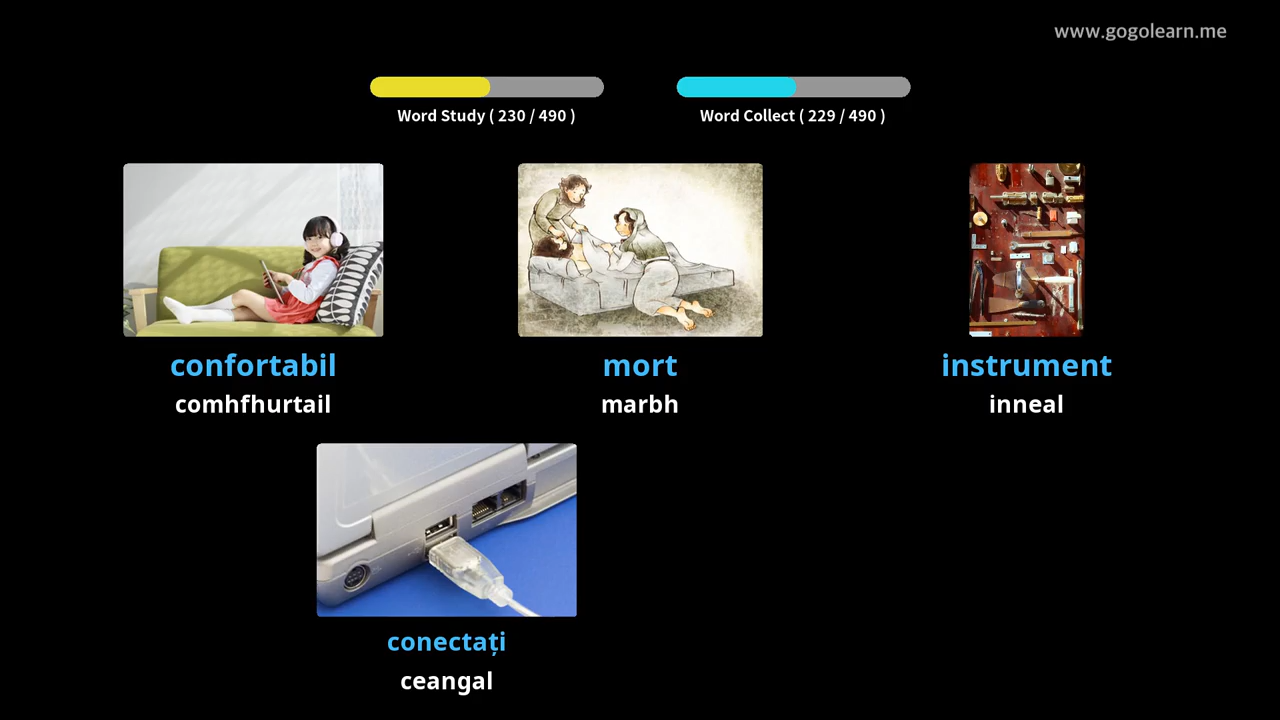 www.gogolearn.me
Word Study ( 230 / 490 )
Word Collect ( 229 / 490 )
confortabil
comhfhurtail
mort
marbh
instrument
inneal
conectați
ceangal